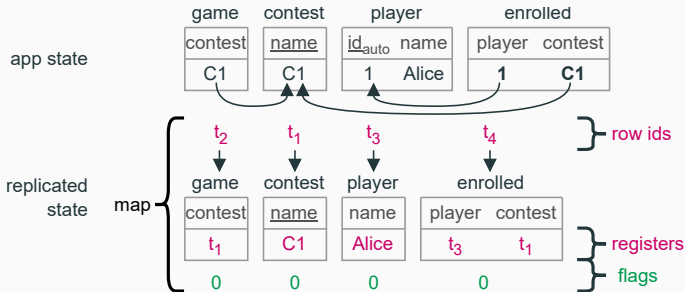 game contest player enrolled
contest name id_auto name player contest
app state
C1 C1 1 Alice 1 C1
t₂ t₁ t₃ t₄ row ids
game contest player enrolled
replicated state
map
contest name name player contest
t₁ C1 Alice t₃ t₁ registers
0 0 0 0 flags